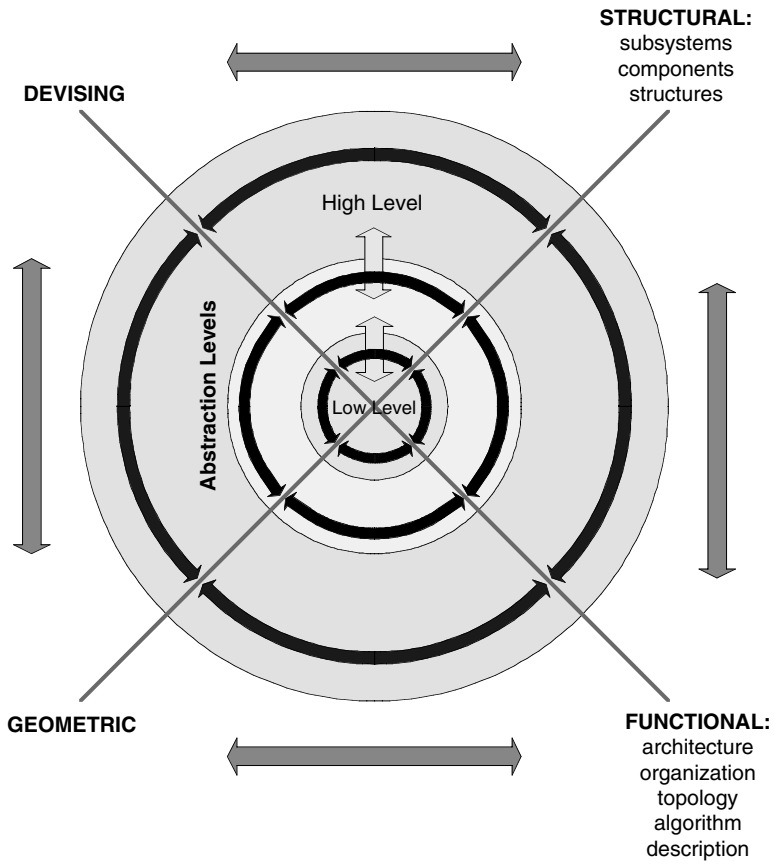 STRUCTURAL:
subsystems
components
structures
DEVISING
High Level
Abstraction Levels
Low Level
GEOMETRIC
FUNCTIONAL:
architecture
organization
topology
algorithm
description